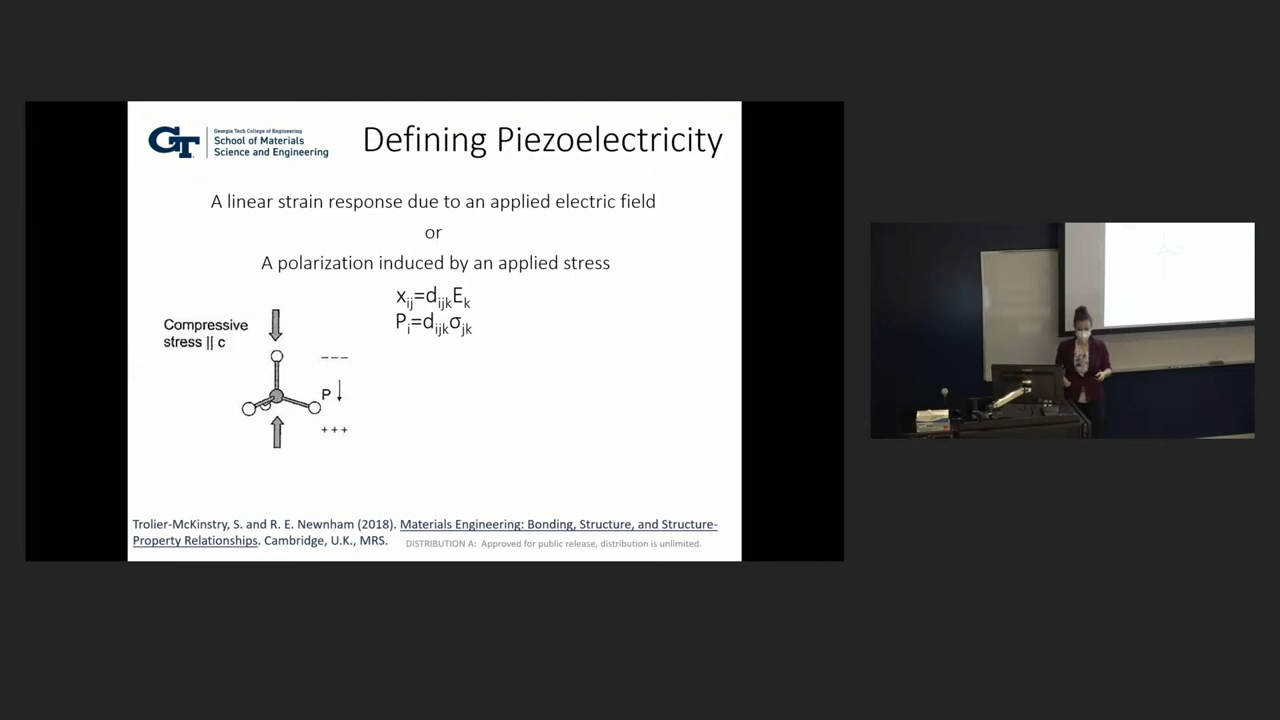 GT
Georgia Tech College of Engineering
School of Materials
Science and Engineering
Defining Piezoelectricity
A linear strain response due to an applied electric field
or
A polarization induced by an applied stress
xij=dijkEk
Pi=dijkσjk
Compressive
stress || c
– – –
P
+ + +
Trolier-McKinstry, S. and R. E. Newnham (2018). Materials Engineering: Bonding, Structure, and Structure-
Property Relationships. Cambridge, U.K., MRS.
DISTRIBUTION A: Approved for public release, distribution is unlimited.